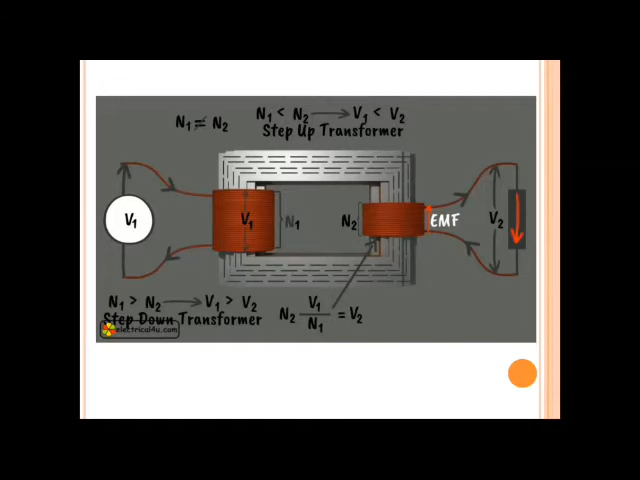 N₁ ≠ N₂
N₁ < N₂ → V₁ < V₂
Step Up Transformer
V₁
V₁
N₁
N₂
EMF
V₂
N₁ > N₂ → V₁ > V₂
Step Down Transformer
N₂ V₁/N₁ = V₂
electrical4u.com